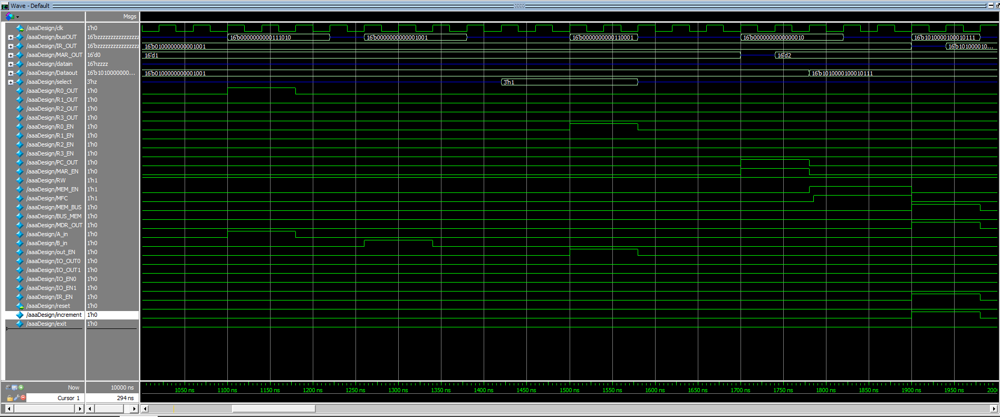 Wave - Default
Msgs
/aaaDesign/clk 1'h0
/aaaDesign/busOUT 16'bzzzzzzzzzzzzzzzz 16'b0000000000111010 16'b0000000000001001 16'b0000000000110001 16'b0000000000000010 16'b1010000100010111
/aaaDesign/IR_OUT 16'bzzzzzzzzzzzzzzzz 16'b0100000000001001 16'b101000010...
/aaaDesign/MAR_OUT 16'd0 16'd1 16'd2
/aaaDesign/datain 16'hzzzz
/aaaDesign/Dataout 16'b1010000000... 16'b0100000000001001 16'b1010000100010111
/aaaDesign/select 3'hz 3'h1
/aaaDesign/R0_OUT 1'h0
/aaaDesign/R1_OUT 1'h0
/aaaDesign/R2_OUT 1'h0
/aaaDesign/R3_OUT 1'h0
/aaaDesign/R0_EN 1'h0
/aaaDesign/R1_EN 1'h0
/aaaDesign/R2_EN 1'h0
/aaaDesign/R3_EN 1'h0
/aaaDesign/PC_OUT 1'h0
/aaaDesign/MAR_EN 1'h0
/aaaDesign/RW 1'h1
/aaaDesign/MEM_EN 1'h1
/aaaDesign/MFC 1'h1
/aaaDesign/MEM_BUS 1'h0
/aaaDesign/BUS_MEM 1'h0
/aaaDesign/MDR_OUT 1'h0
/aaaDesign/A_in 1'h0
/aaaDesign/B_in 1'h0
/aaaDesign/out_EN 1'h0
/aaaDesign/IO_OUT0 1'h0
/aaaDesign/IO_OUT1 1'h0
/aaaDesign/IO_EN0 1'h0
/aaaDesign/IO_EN1 1'h0
/aaaDesign/IR_EN 1'h0
/aaaDesign/reset 1'h0
/aaaDesign/increment 1'h0
/aaaDesign/exit 1'h0
Now 10000 ns 1050 ns 1100 ns 1150 ns 1200 ns 1250 ns 1300 ns 1350 ns 1400 ns 1450 ns 1500 ns 1550 ns 1600 ns 1650 ns 1700 ns 1750 ns 1800 ns 1850 ns 1900 ns 1950 ns
Cursor 1 294 ns